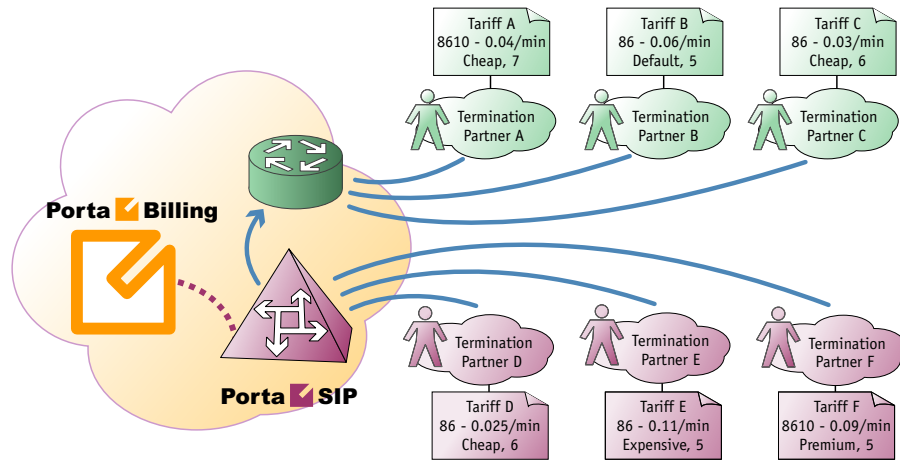 Tariff A
8610 - 0.04/min
Cheap, 7
Tariff B
86 - 0.06/min
Default, 5
Tariff C
86 - 0.03/min
Cheap, 6
Termination
Partner A
Termination
Partner B
Termination
Partner C
Porta Billing
Porta SIP
Termination
Partner D
Termination
Partner E
Termination
Partner F
Tariff D
86 - 0.025/min
Cheap, 6
Tariff E
86 - 0.11/min
Expensive, 5
Tariff F
8610 - 0.09/min
Premium, 5